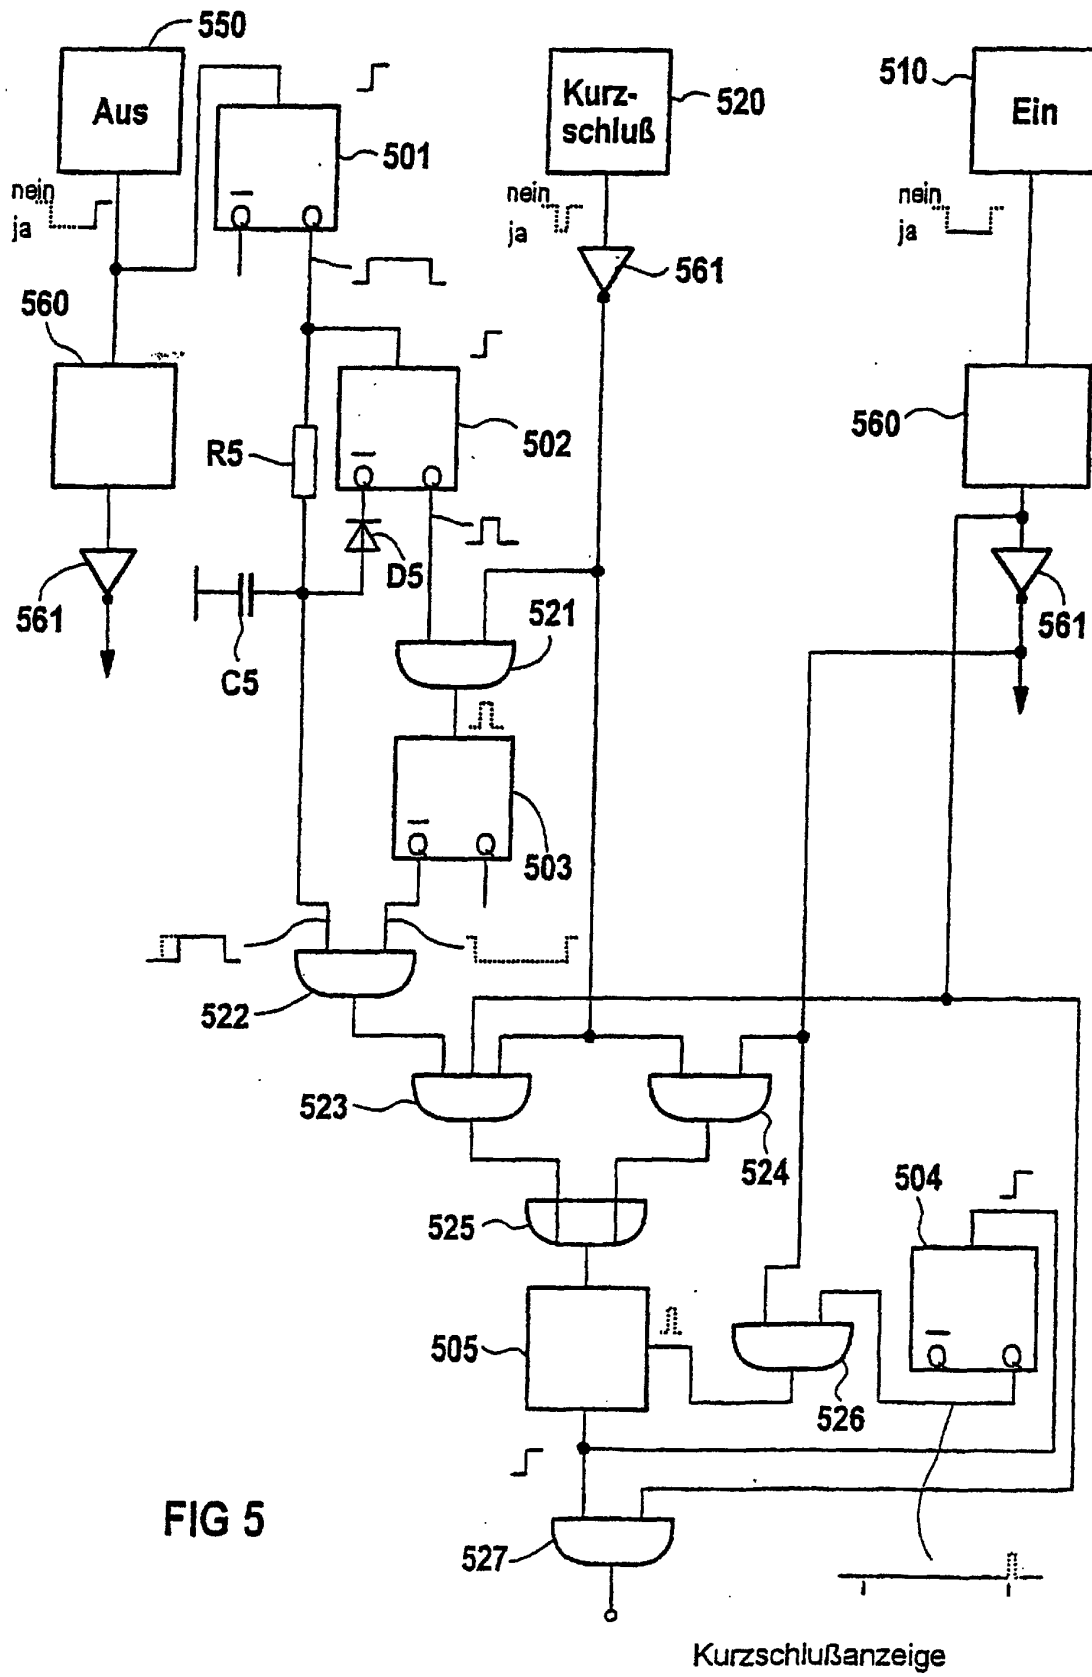 550
Aus
501
Q Q
nein
ja
Kurz-
schluß
520
nein
ja
561
510
Ein
nein
ja
560
560
R5
502
Q Q
D5
C5
561
561
521
503
Q Q
522
523
524
525
504
Q Q
505
526
527
FIG 5
Kurzschlußanzeige